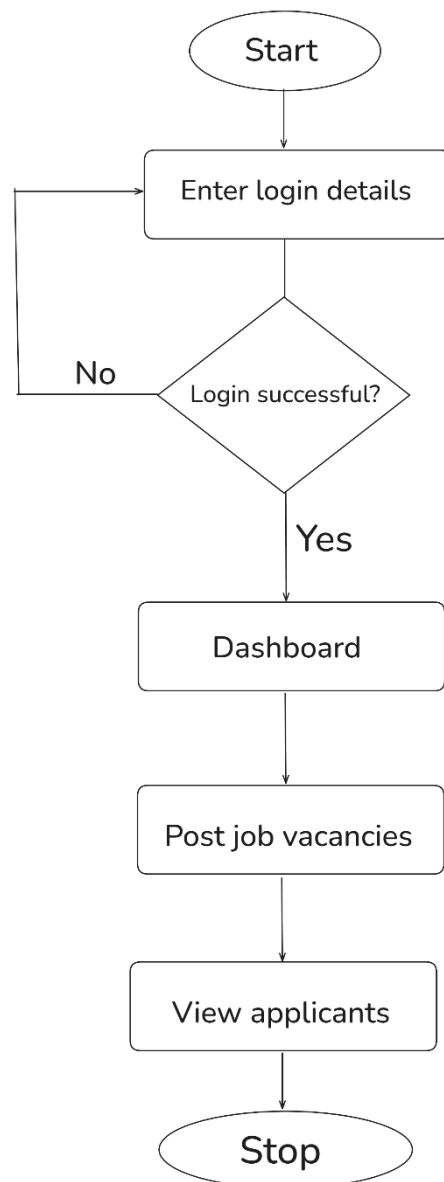 Start
Enter login details
Login successful?
No
Yes
Dashboard
Post job vacancies
View applicants
Stop